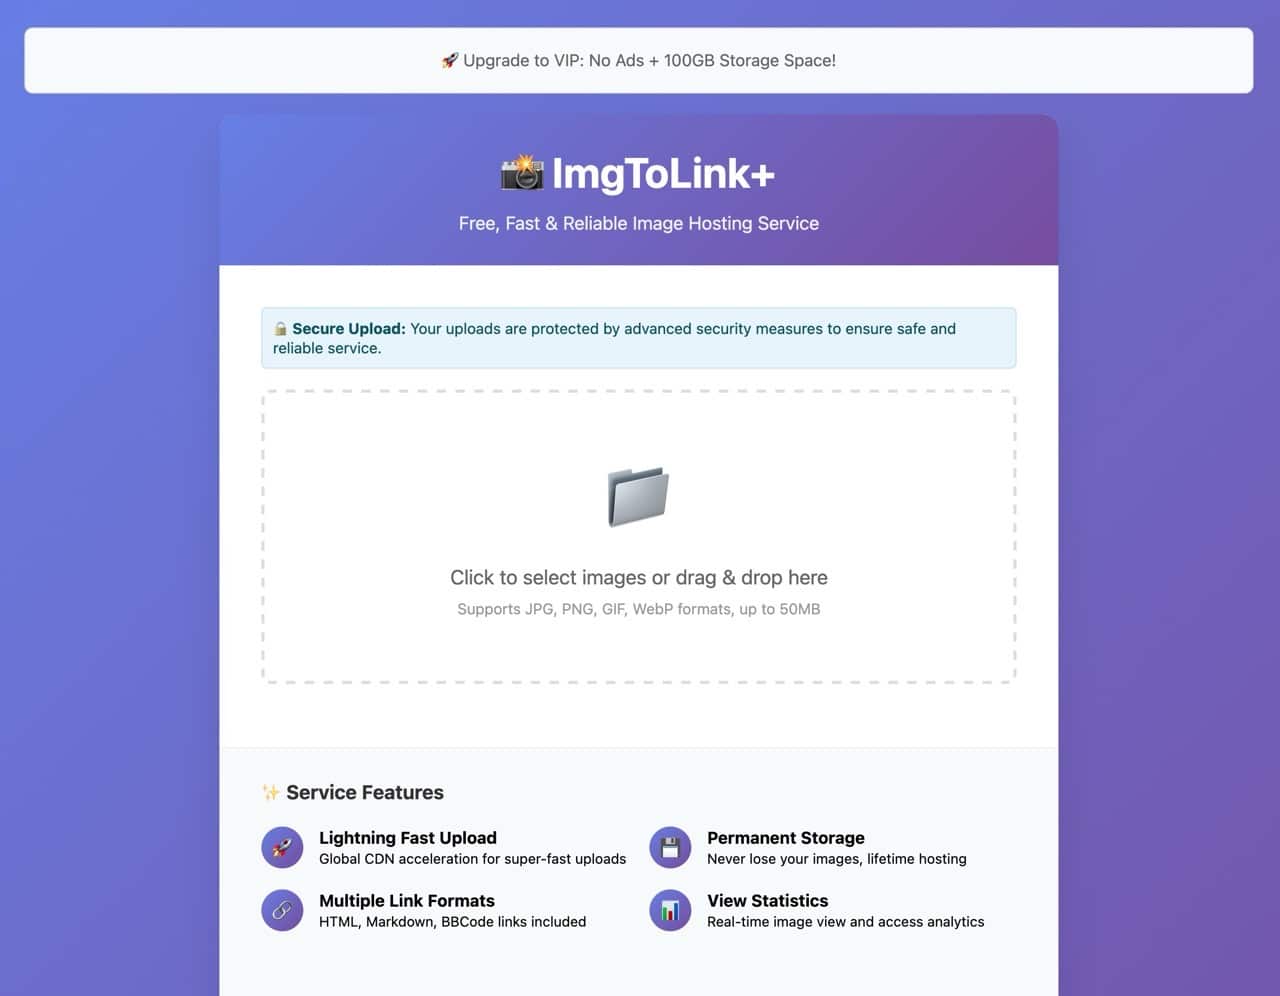 🚀 Upgrade to VIP: No Ads + 100GB Storage Space!
📸 ImgToLink+
Free, Fast & Reliable Image Hosting Service
🔒 Secure Upload: Your uploads are protected by advanced security measures to ensure safe and
reliable service.
Click to select images or drag & drop here
Supports JPG, PNG, GIF, WebP formats, up to 50MB
✨ Service Features
Lightning Fast Upload
Global CDN acceleration for super-fast uploads
Permanent Storage
Never lose your images, lifetime hosting
Multiple Link Formats
HTML, Markdown, BBCode links included
View Statistics
Real-time image view and access analytics